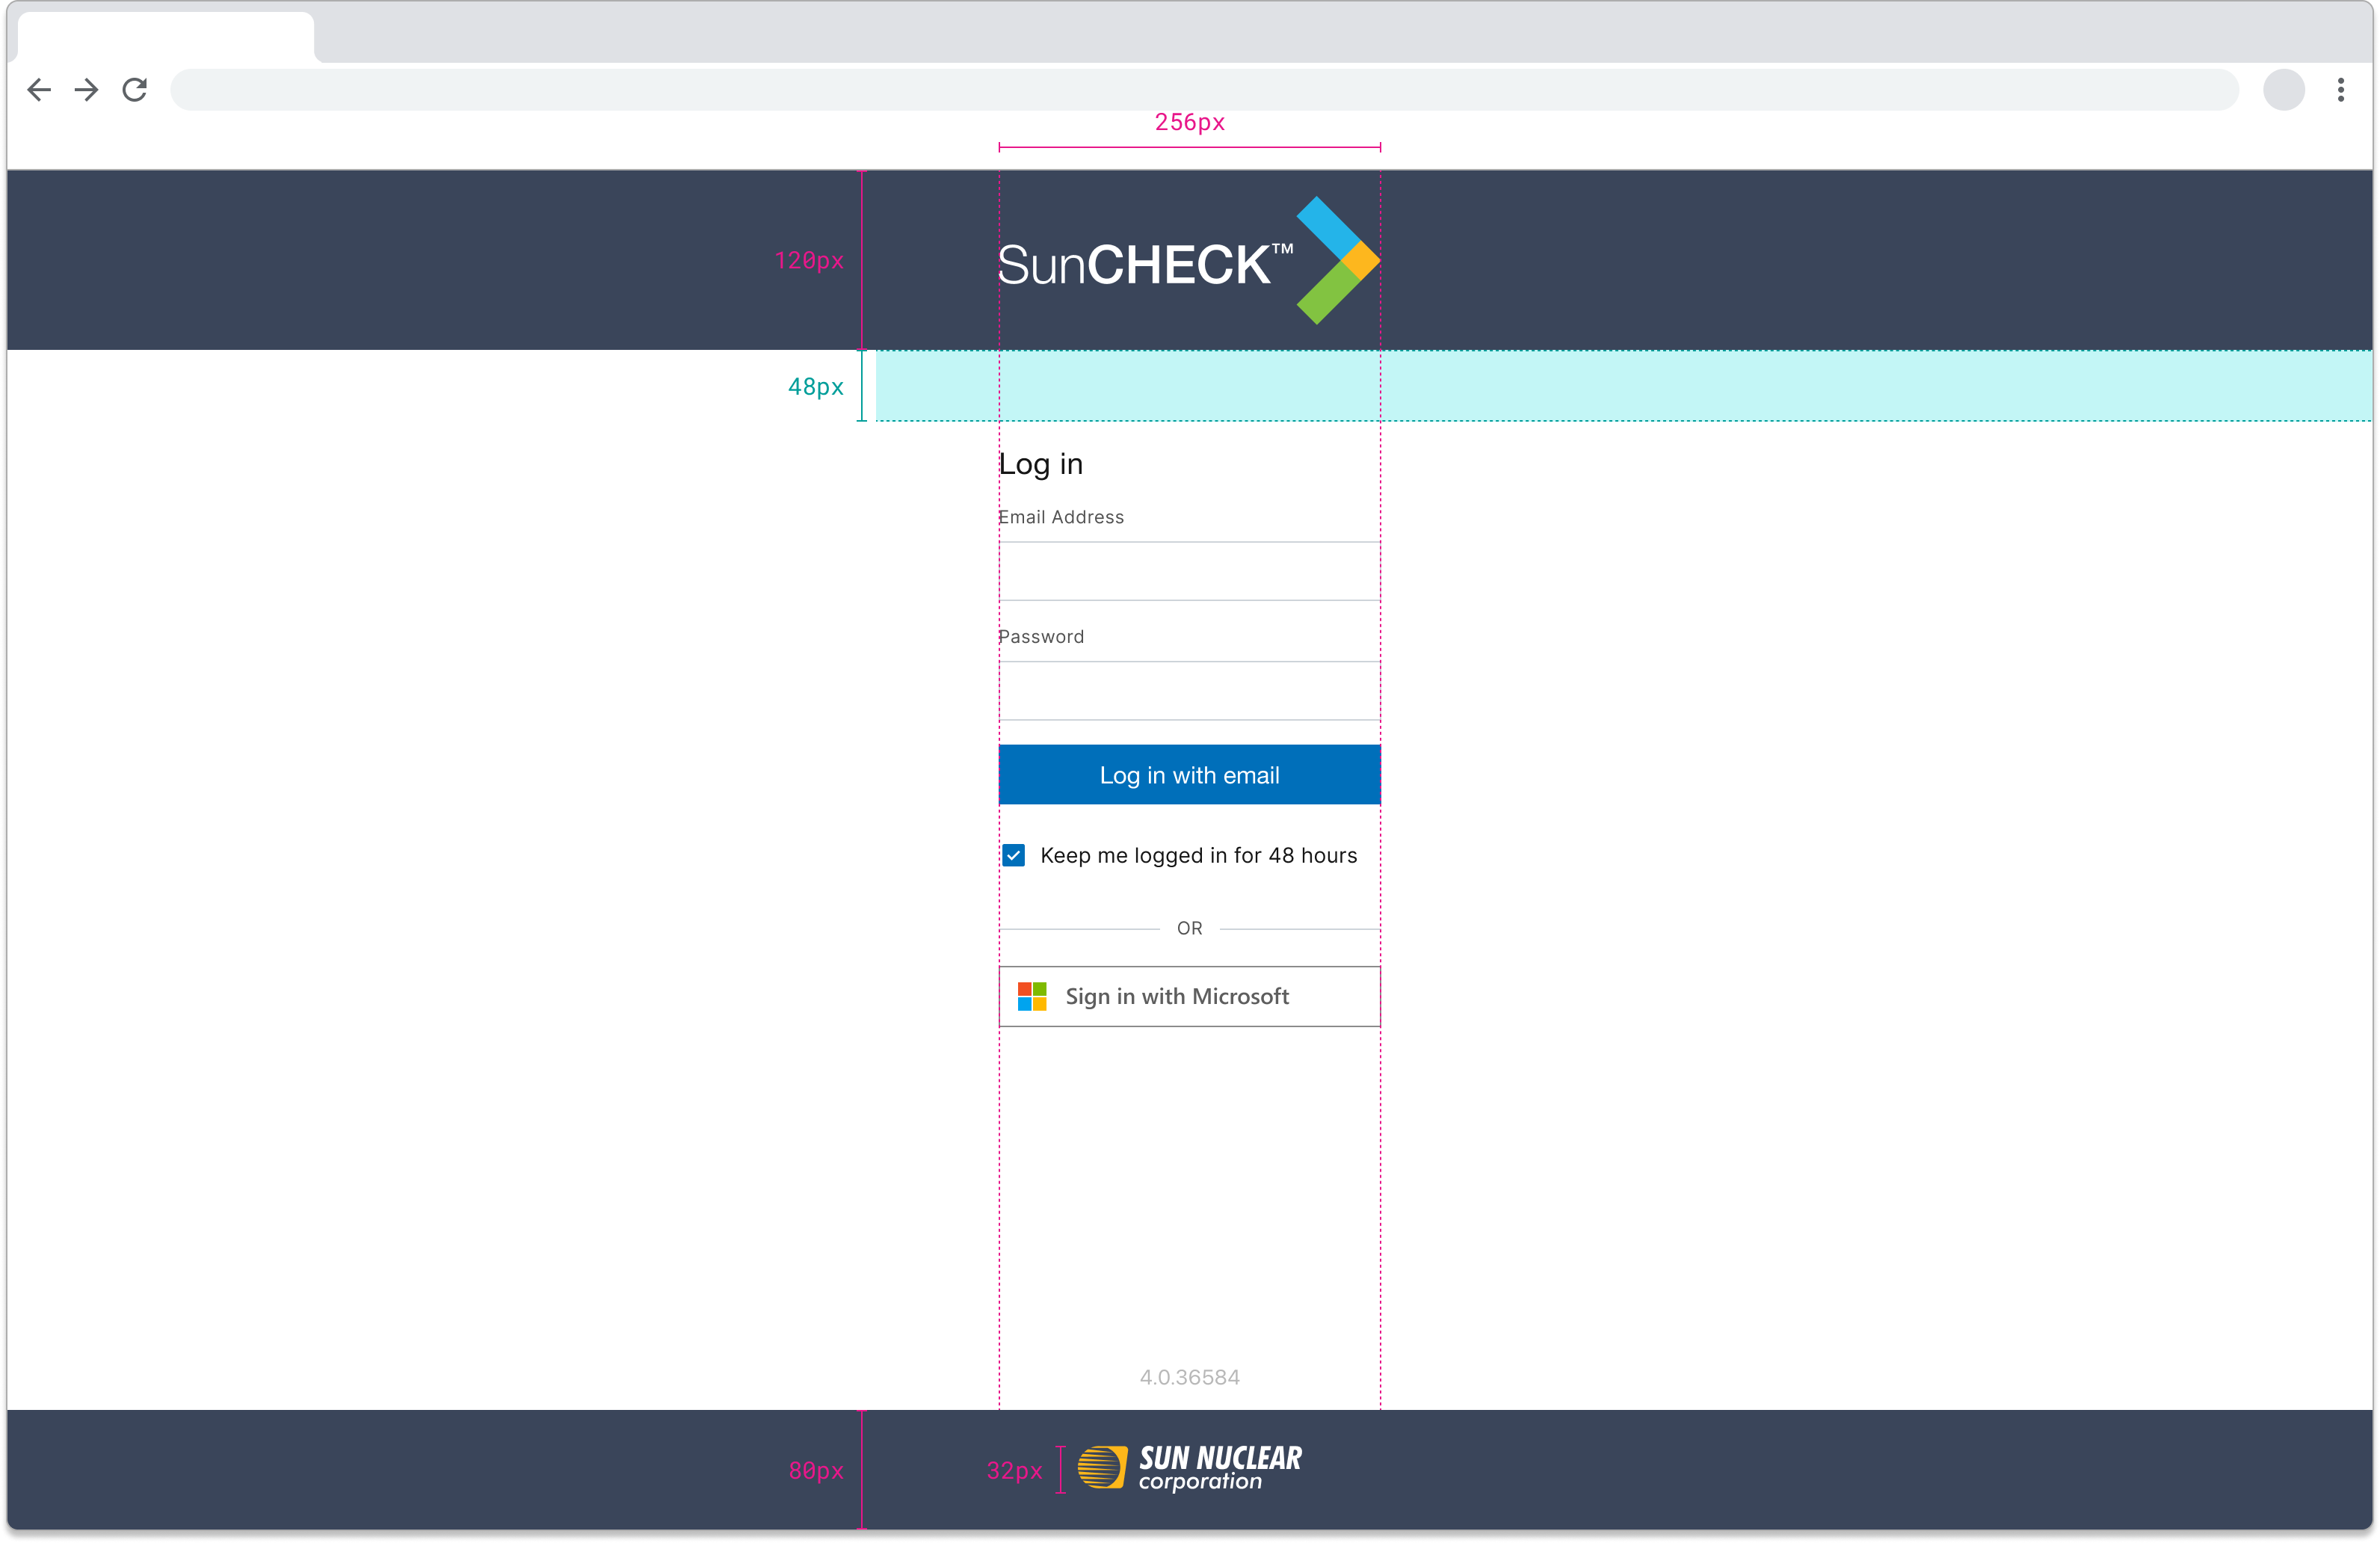 256px
120px
SunCHECK™
48px
Log in
Email Address
Password
Log in with email
Keep me logged in for 48 hours
OR
Sign in with Microsoft
4.0.36584
80px
32px
SUN NUCLEAR
corporation